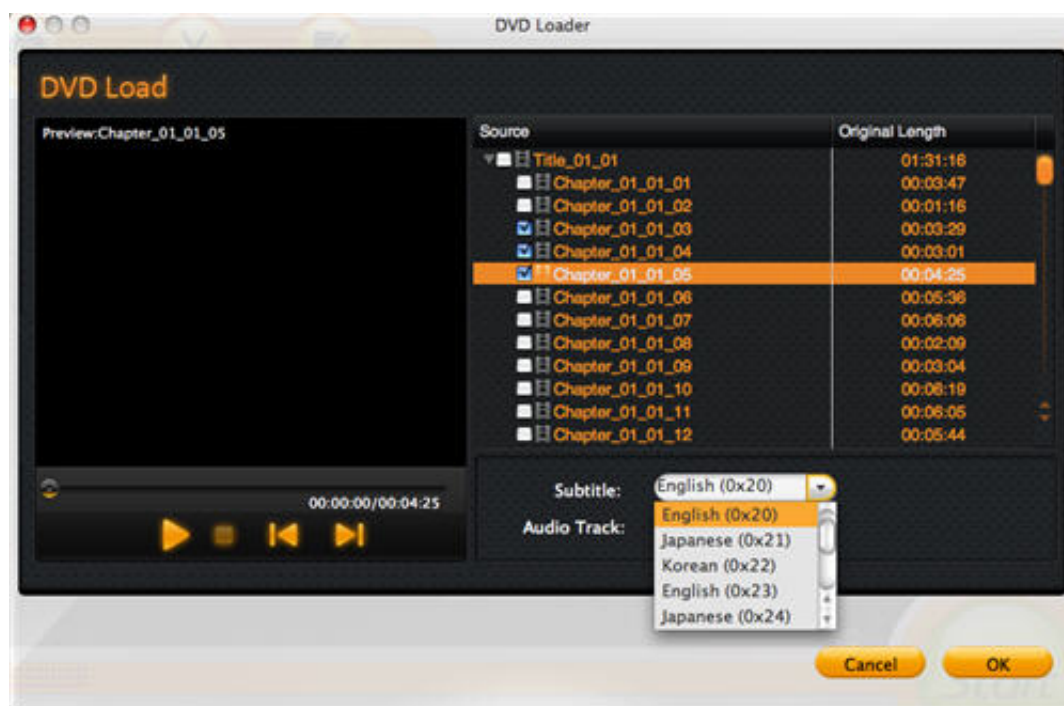 DVD Loader
DVD Load
Preview:Chapter_01_01_05
Source Original Length
Title_01_01 01:31:16
Chapter_01_01_01 00:03:47
Chapter_01_01_02 00:01:16
Chapter_01_01_03 00:03:29
Chapter_01_01_04 00:03:01
Chapter_01_01_05 00:04:25
Chapter_01_01_06 00:05:36
Chapter_01_01_07 00:06:06
Chapter_01_01_08 00:02:09
Chapter_01_01_09 00:03:04
Chapter_01_01_10 00:06:19
Chapter_01_01_11 00:06:05
Chapter_01_01_12 00:05:44
00:00:00/00:04:25
Subtitle: English (0x20)
Audio Track:
English (0x20)
Japanese (0x21)
Korean (0x22)
English (0x23)
Japanese (0x24)
Cancel OK
Start